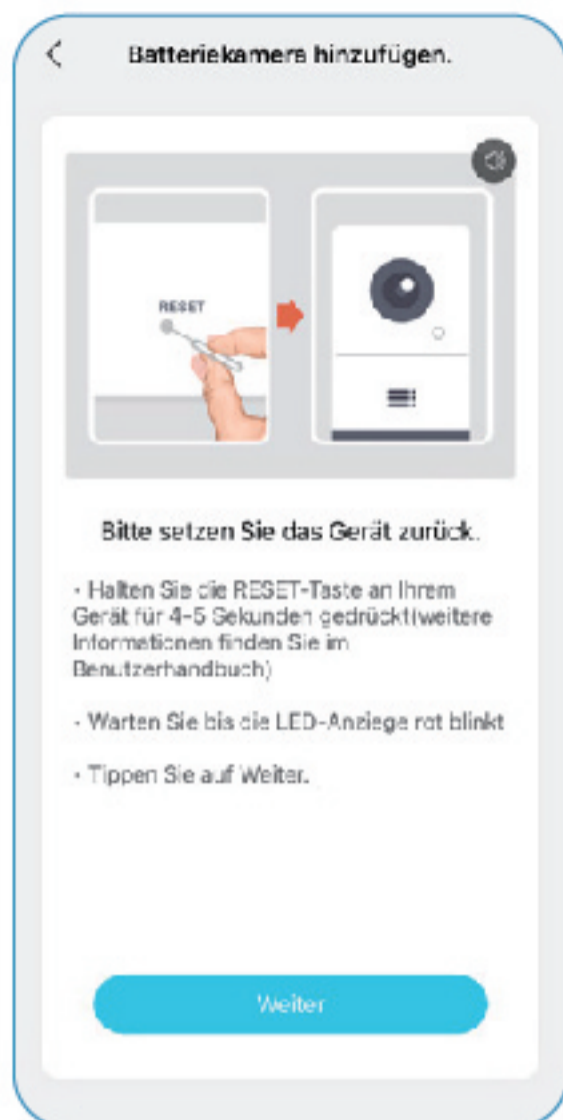 Batteriekamera hinzufügen.
RESET
Bitte setzen Sie das Gerät zurück.
- Halten Sie die RESET-Taste an Ihrem
Gerät für 4-5 Sekunden gedrückt(weitere
Informationen finden Sie im
Benutzerhandbuch)
- Warten Sie bis die LED-Anziege rot blinkt
- Tippen Sie auf Weiter.
Weiter